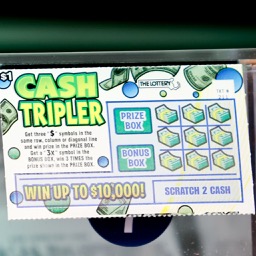 $1
CASH
TRIPLER
THE LOTTERY
Get three "$" symbols in the
same row, column or diagonal line
and win prize in the PRIZE BOX.
Get a "3x" symbol in the
BONUS BOX, win 3 TIMES the
prize shown in the PRIZE BOX.
PRIZE
BOX
BONUS
BOX
WIN UP TO $10,000!
SCRATCH 2 CASH